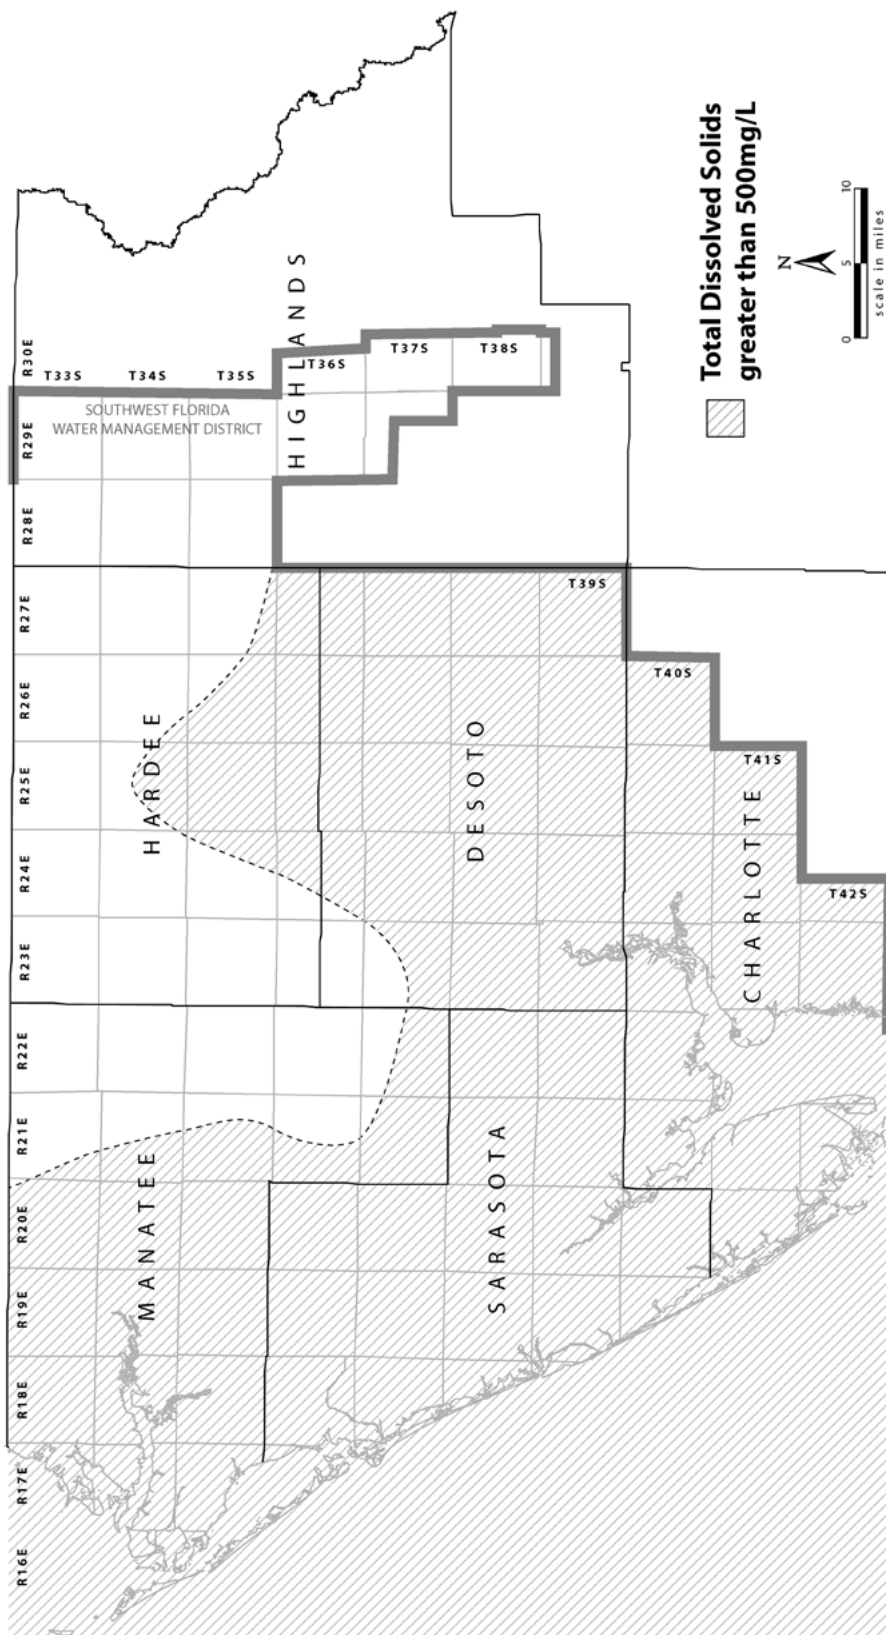 R16E
R17E
R18E
R19E
R20E
R21E
R22E
R23E
R24E
R25E
R26E
R27E
R28E
R29E
R30E
T33S
T34S
T35S
T36S
T37S
T38S
T39S
T40S
T41S
T42S
SOUTHWEST FLORIDA
WATER MANAGEMENT DISTRICT
MANATEE
HARDEE
HIGHLANDS
SARASOTA
DESOTO
CHARLOTTE
Total Dissolved Solids
greater than 500mg/L
N
0 5 10
scale in miles